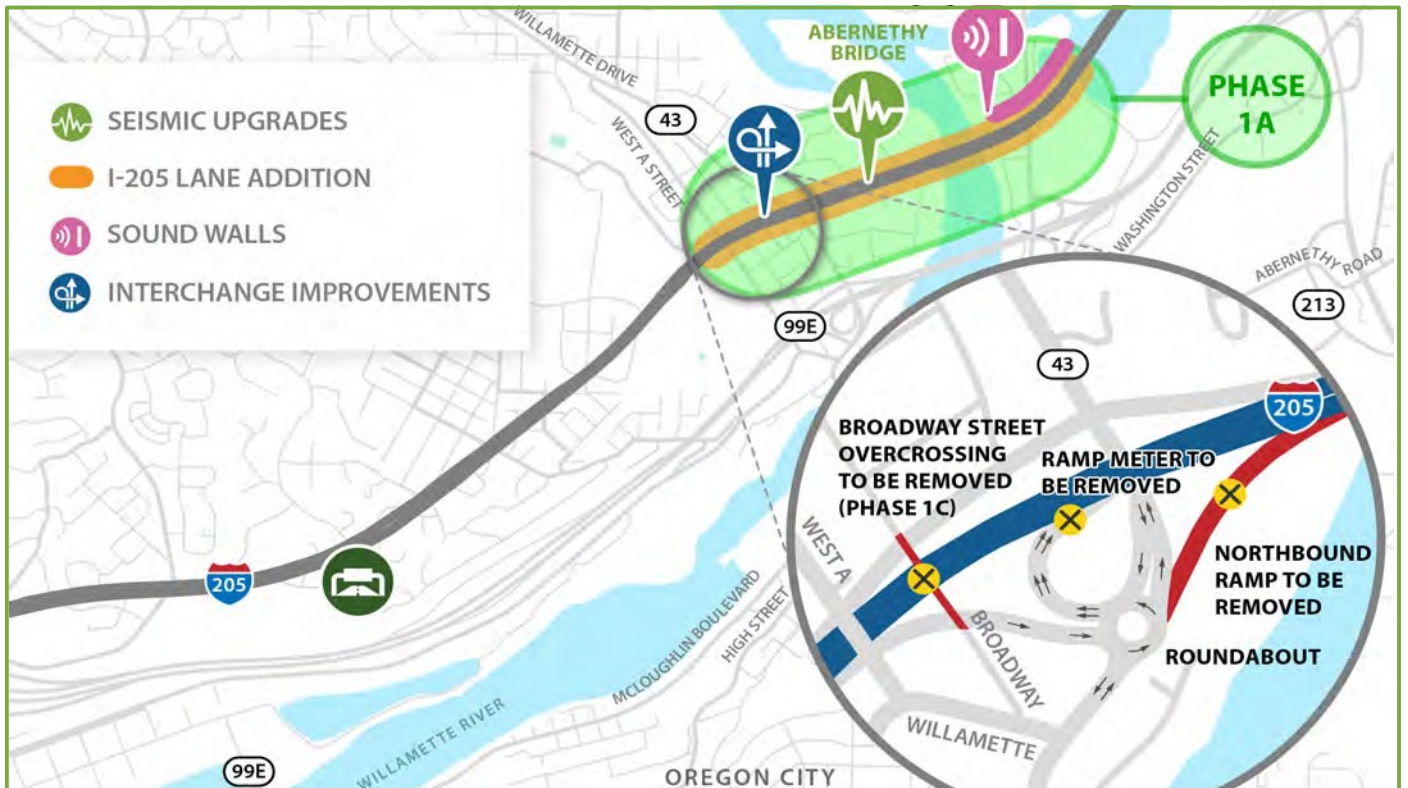 WILLAMETTE DRIVE
ABERNETHY
BRIDGE
PHASE
1A
SEISMIC UPGRADES
I-205 LANE ADDITION
SOUND WALLS
INTERCHANGE IMPROVEMENTS
43
WEST A STREET
WASHINGTON STREET
ABERNETHY ROAD
213
99E
43
205
BROADWAY STREET
OVERCROSSING
TO BE REMOVED
(PHASE 1C)
RAMP METER TO
BE REMOVED
WEST A
NORTHBOUND
RAMP TO BE
REMOVED
BROADWAY
ROUNDABOUT
WILLAMETTE
205
MCLOUGHLIN BOULEVARD
HIGH STREET
WILLAMETTE RIVER
99E
OREGON CITY